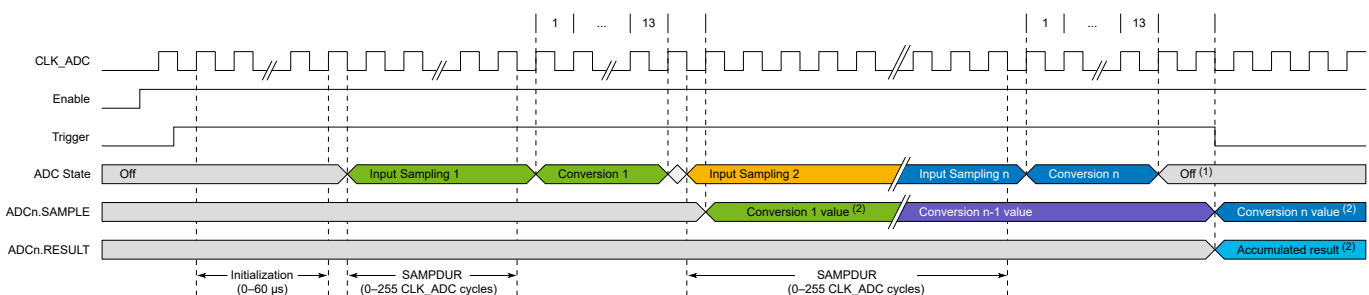 1 ... 13 1 ... 13
CLK_ADC
Enable
Trigger
ADC State Off Input Sampling 1 Conversion 1 Input Sampling 2 Input Sampling n Conversion n Off (1)
ADCn.SAMPLE Conversion 1 value (2) Conversion n-1 value Conversion n value (2)
ADCn.RESULT Accumulated result (2)
Initialization SAMPDUR SAMPDUR
(0–60 µs) (0–255 CLK_ADC cycles) (0–255 CLK_ADC cycles)